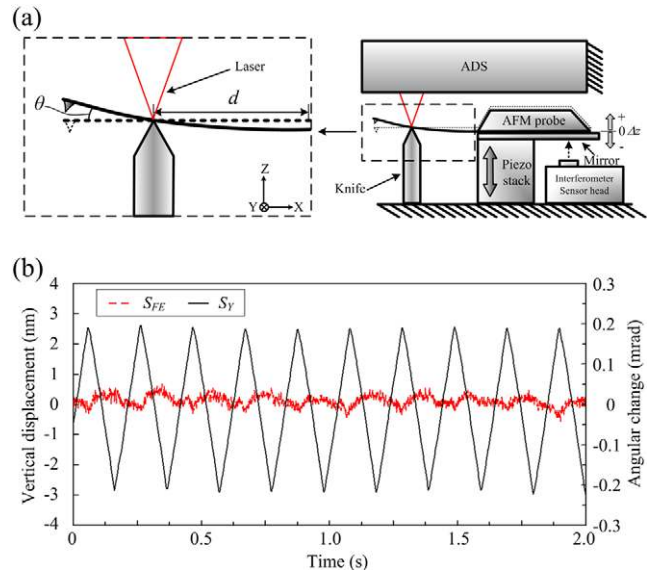 (a)
Laser
θ
d
Z
Y
X
ADS
AFM probe
+
0 Δz
-
Piezo
stack
Mirror
Interferometer
Sensor head
Knife
(b)
S_FE S_Y
Vertical displacement (nm)
4
3
2
1
0
-1
-2
-3
-4
Angular change (mrad)
0.3
0.2
0.1
0
-0.1
-0.2
-0.3
0 0.5 1.0 1.5 2.0
Time (s)